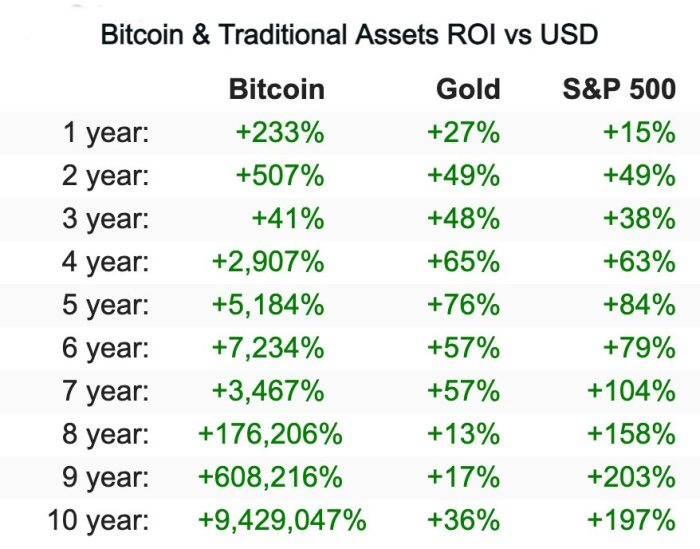 Bitcoin & Traditional Assets ROI vs USD
Bitcoin Gold S&P 500
1 year: +233% +27% +15%
2 year: +507% +49% +49%
3 year: +41% +48% +38%
4 year: +2,907% +65% +63%
5 year: +5,184% +76% +84%
6 year: +7,234% +57% +79%
7 year: +3,467% +57% +104%
8 year: +176,206% +13% +158%
9 year: +608,216% +17% +203%
10 year: +9,429,047% +36% +197%